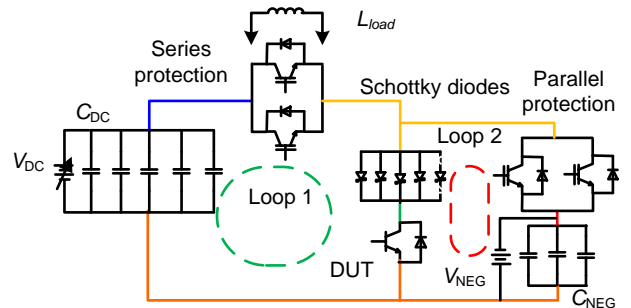 L_load
Series
protection
Schottky diodes
Parallel
protection
C_DC
Loop 2
V_DC
Loop 1
DUT
V_NEG
C_NEG